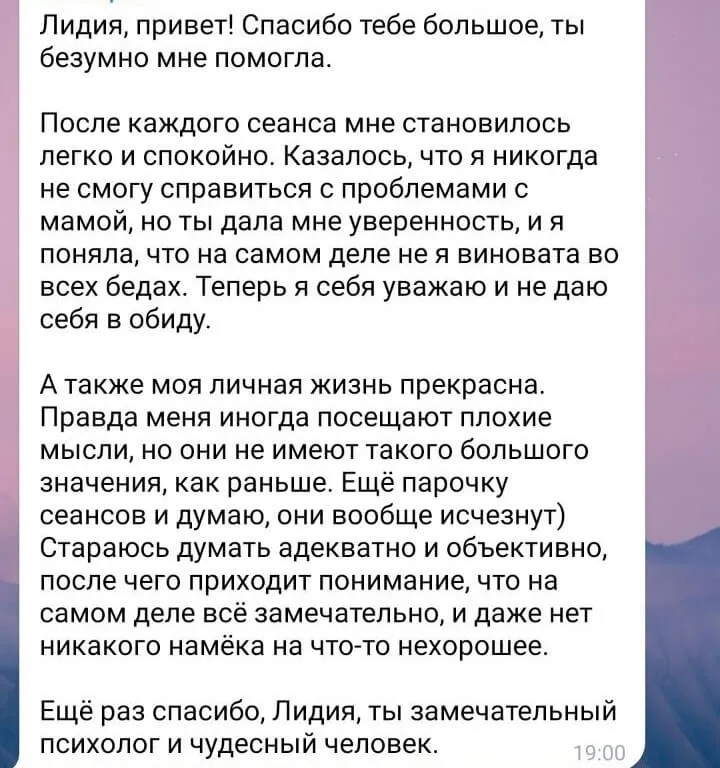 Лидия, привет! Спасибо тебе большое, ты
безумно мне помогла.
После каждого сеанса мне становилось
легко и спокойно. Казалось, что я никогда
не смогу справиться с проблемами с
мамой, но ты дала мне уверенность, и я
поняла, что на самом деле не я виновата во
всех бедах. Теперь я себя уважаю и не даю
себя в обиду.
А также моя личная жизнь прекрасна.
Правда меня иногда посещают плохие
мысли, но они не имеют такого большого
значения, как раньше. Ещё парочку
сеансов и думаю, они вообще исчезнут)
Стараюсь думать адекватно и объективно,
после чего приходит понимание, что на
самом деле всё замечательно, и даже нет
никакого намёка на что-то нехорошее.
Ещё раз спасибо, Лидия, ты замечательный
психолог и чудесный человек.
19:00